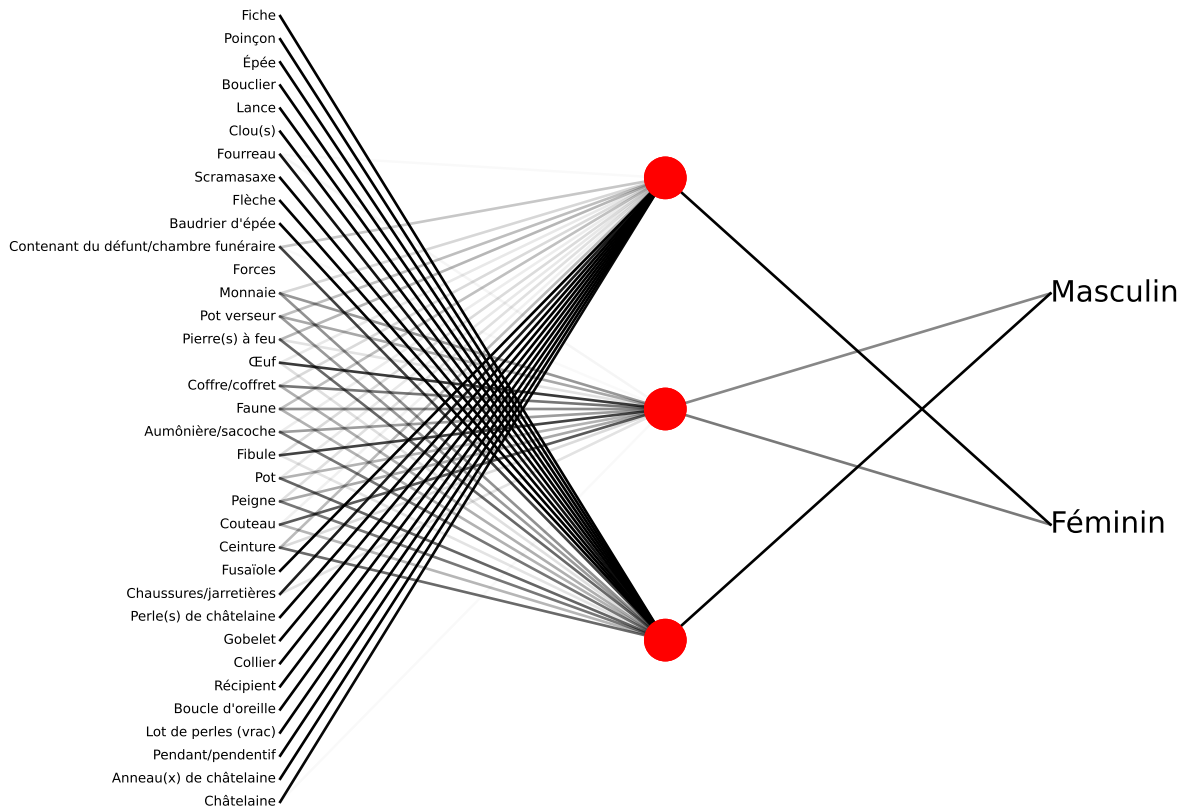 Fiche
Poinçon
Épée
Bouclier
Lance
Clou(s)
Fourreau
Scramasaxe
Flèche
Baudrier d'épée
Contenant du défunt/chambre funéraire
Forces
Monnaie
Pot verseur
Pierre(s) à feu
Œuf
Coffre/coffret
Faune
Aumônière/sacoche
Fibule
Pot
Peigne
Couteau
Ceinture
Fusaïole
Chaussures/jarretières
Perle(s) de châtelaine
Gobelet
Collier
Récipient
Boucle d'oreille
Lot de perles (vrac)
Pendant/pendentif
Anneau(x) de châtelaine
Châtelaine
Masculin
Féminin